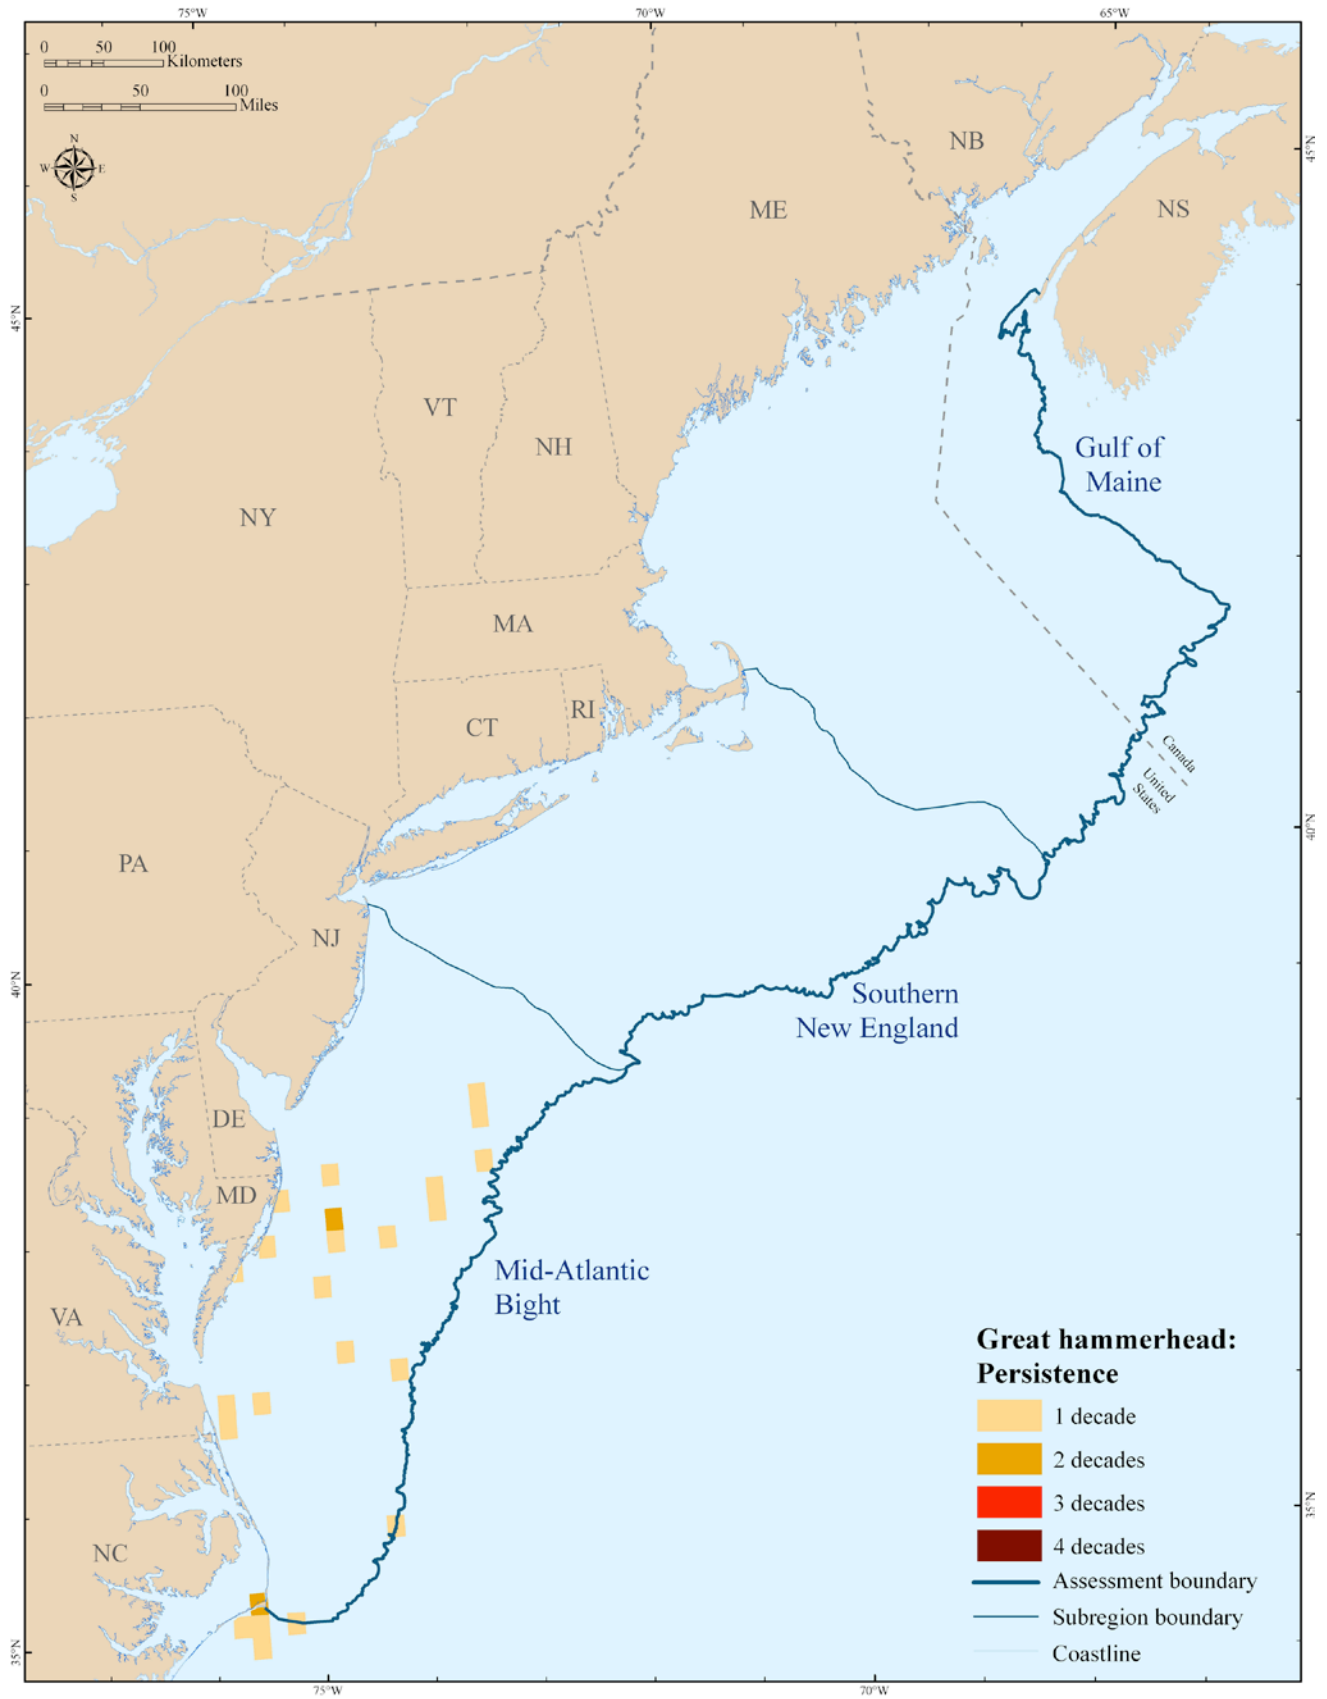 75°W 70°W 65°W
0 50 100
Kilometers
0 50 100
Miles
N
W E
S
45°N
45°N
NB
ME
NS
VT
NH
Gulf of
Maine
NY
MA
CT
RI
Canada
United
States
40°N
PA
NJ
40°N
Southern
New England
DE
MD
Mid-Atlantic
Bight
VA
Great hammerhead:
Persistence
1 decade
2 decades
3 decades
4 decades
Assessment boundary
Subregion boundary
Coastline
35°N
NC
35°N
75°W 70°W